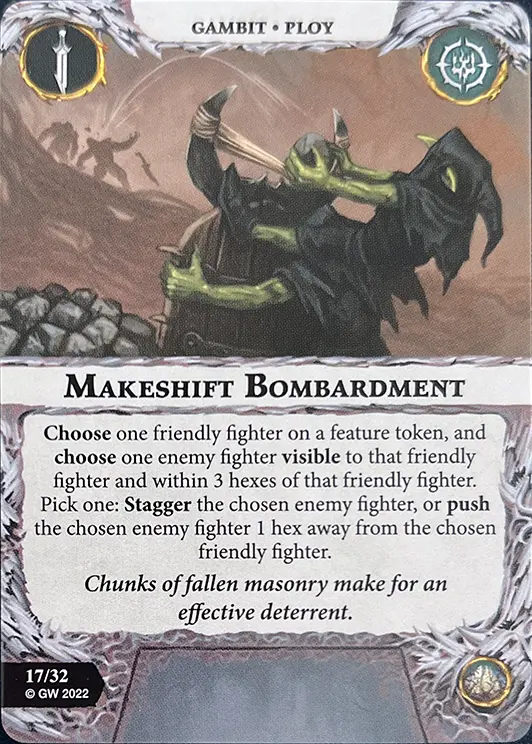 GAMBIT • PLOY
MAKESHIFT BOMBARDMENT
Choose one friendly fighter on a feature token, and
choose one enemy fighter visible to that friendly
fighter and within 3 hexes of that friendly fighter.
Pick one: Stagger the chosen enemy fighter, or push
the chosen enemy fighter 1 hex away from the chosen
friendly fighter.
Chunks of fallen masonry make for an
effective deterrent.
17/32
© GW 2022